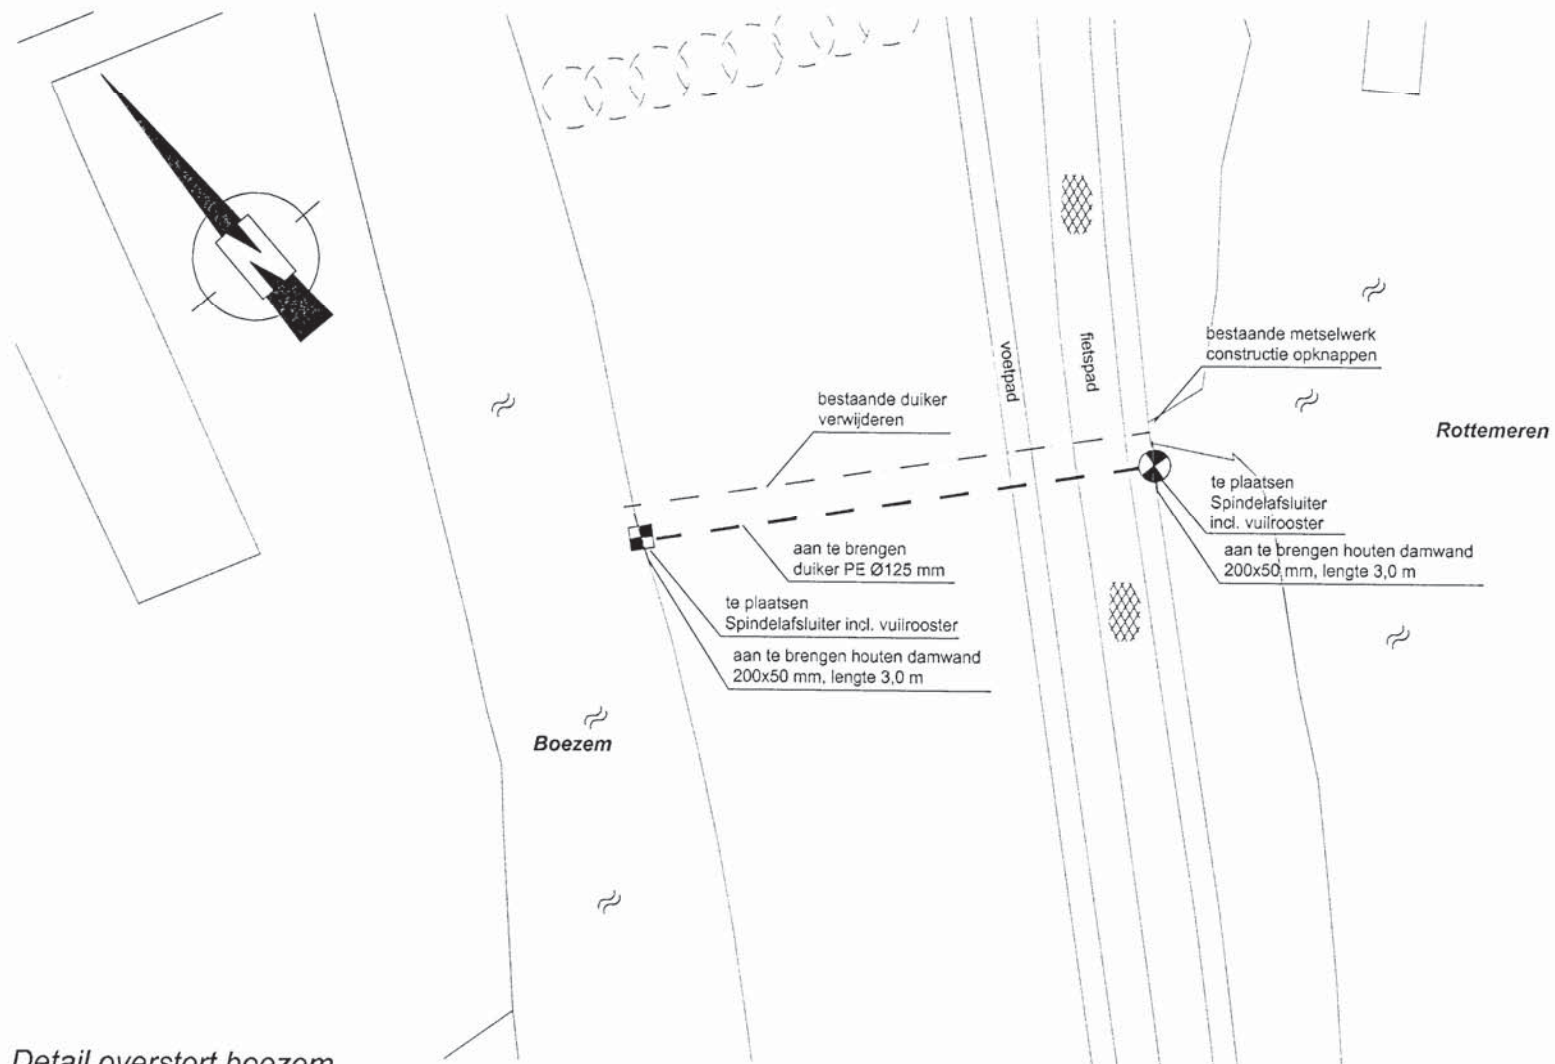 voetpad
fietspad
bestaande metselwerk
constructie opknappen
bestaande duiker
verwijderen
Rottemeren
te plaatsen
Spindelafsluiter
incl. vuilrooster
aan te brengen houten damwand
200x50 mm, lengte 3,0 m
aan te brengen
duiker PE Ø125 mm
te plaatsen
Spindelafsluiter incl. vuilrooster
aan te brengen houten damwand
200x50 mm, lengte 3,0 m
Boezem
Detail overstort boezem